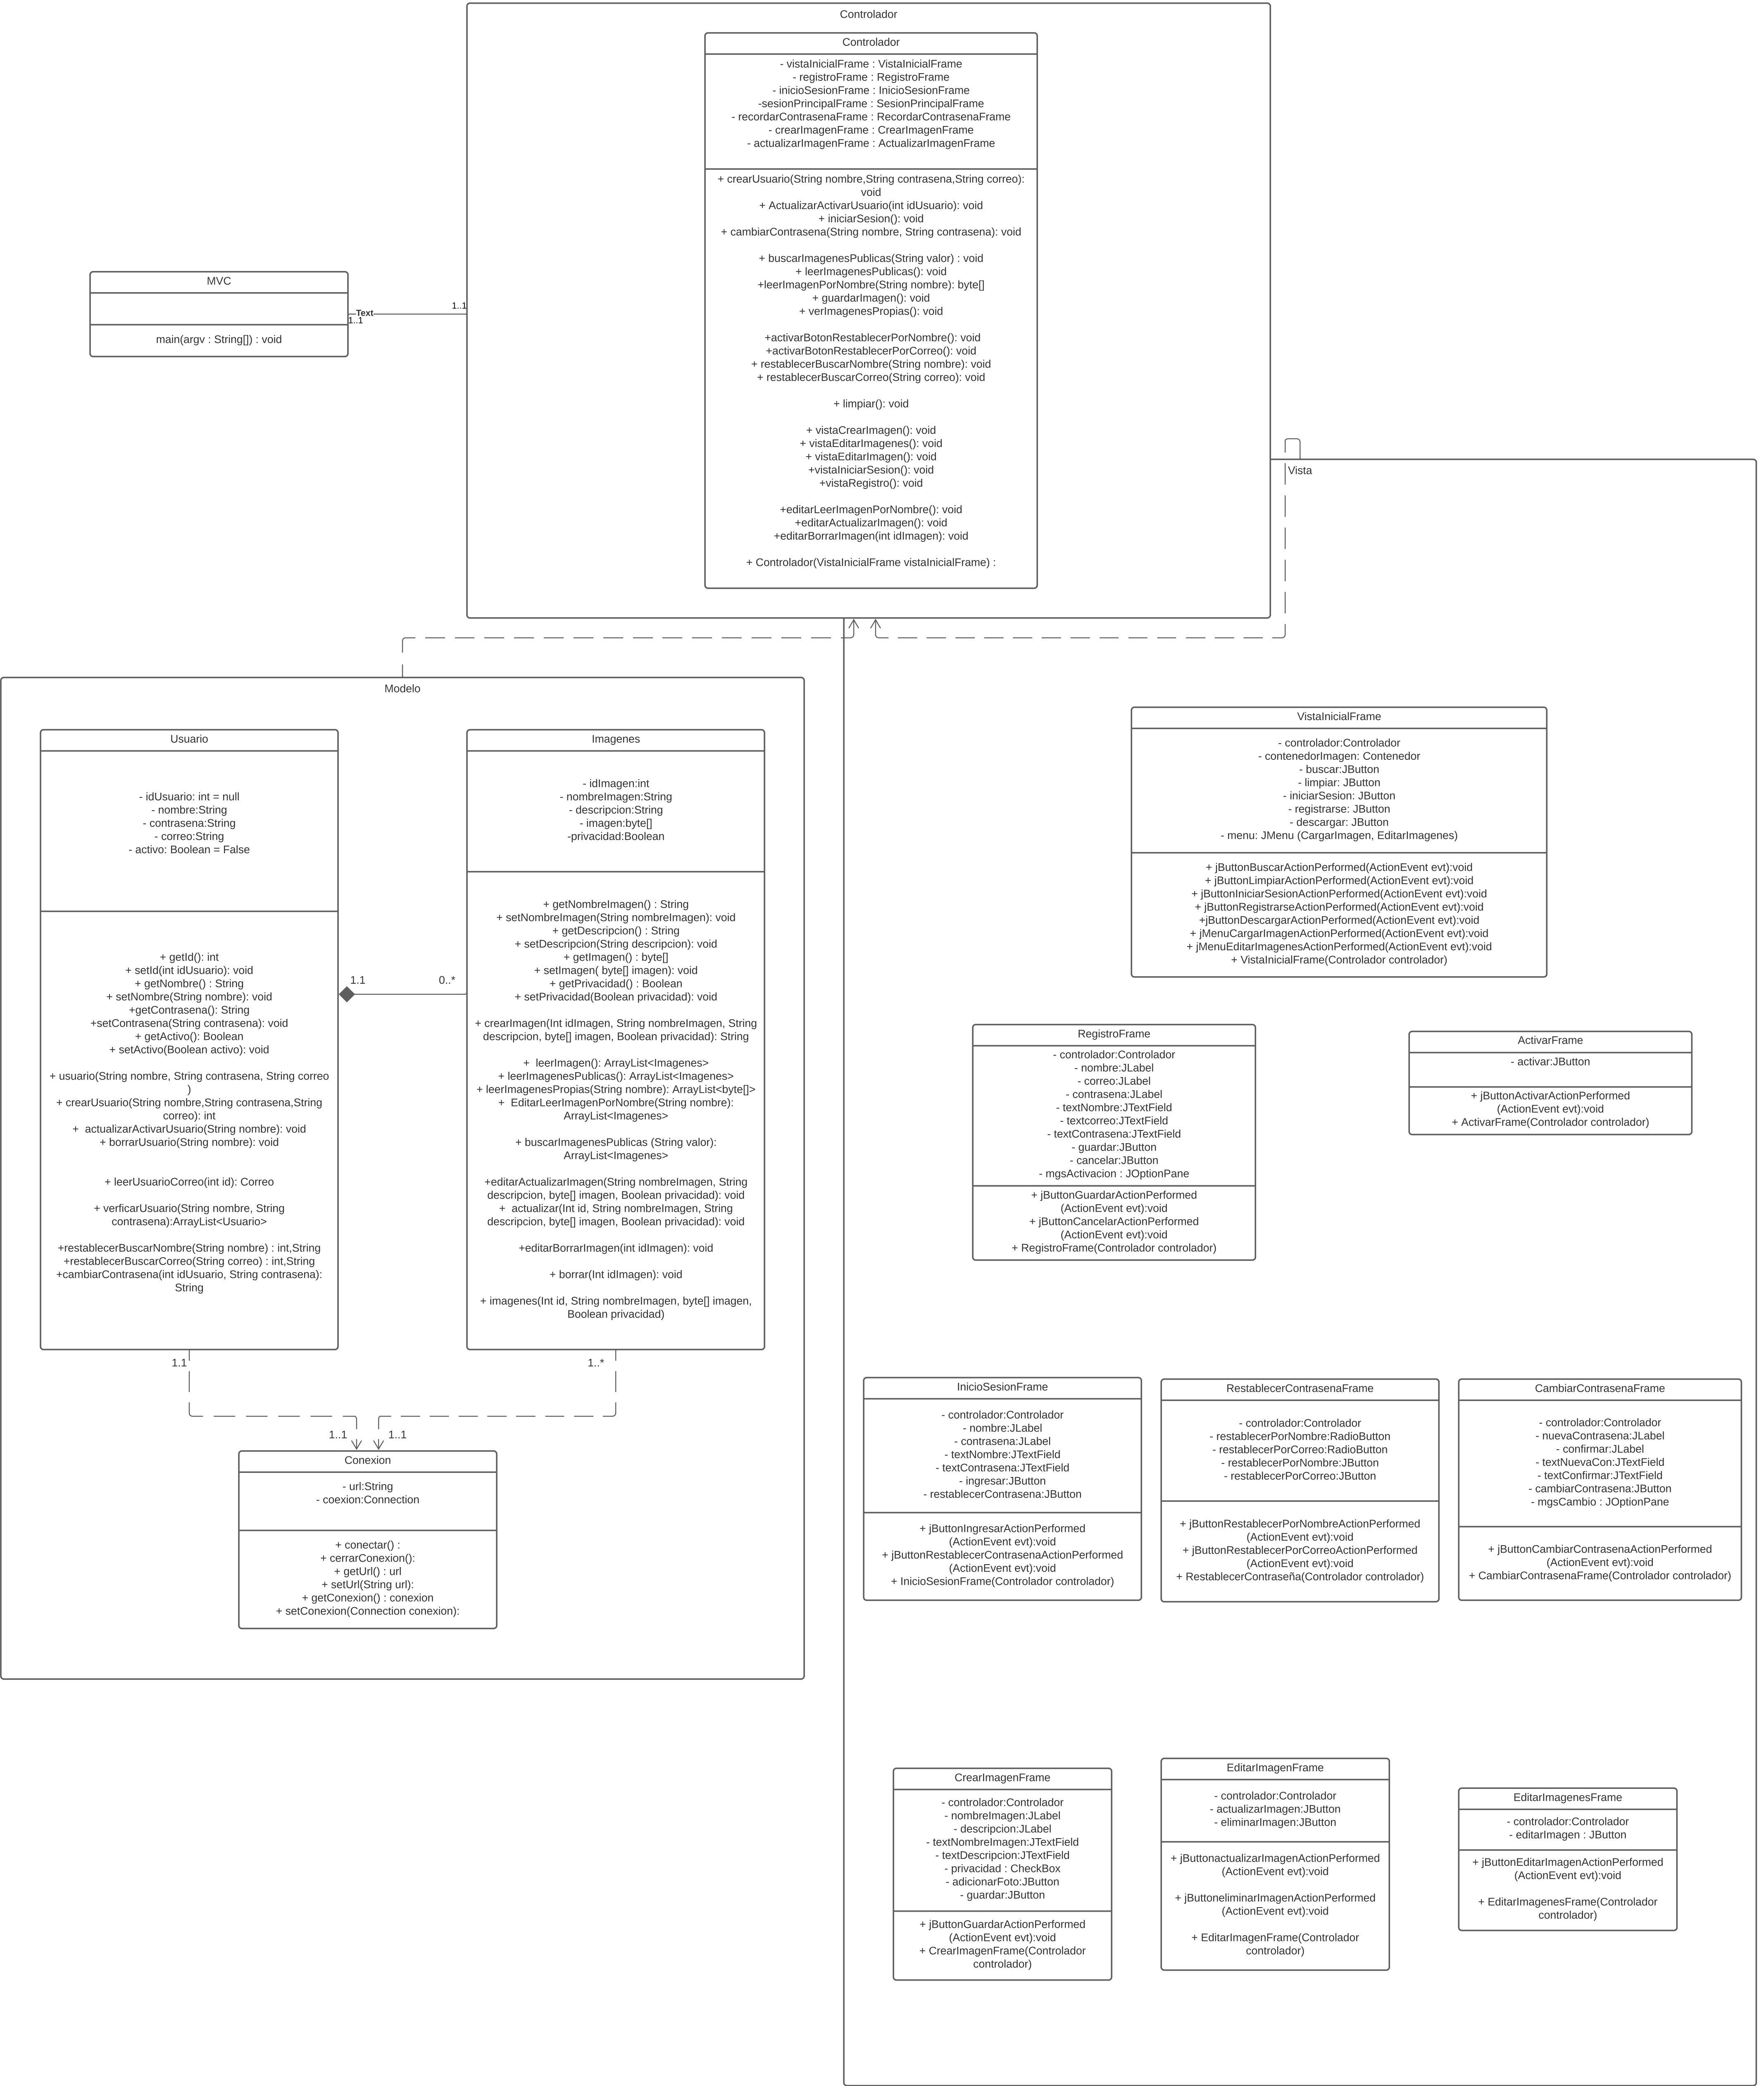 Controlador
Controlador
- vistaInicialFrame : VistaInicialFrame
- registroFrame : RegistroFrame
- inicioSesionFrame : InicioSesionFrame
-sesionPrincipalFrame : SesionPrincipalFrame
- recordarContrasenaFrame : RecordarContrasenaFrame
- crearImagenFrame : CrearImagenFrame
- actualizarImagenFrame : ActualizarImagenFrame
+ crearUsuario(String nombre,String contrasena,String correo):
void
+ ActualizarActivarUsuario(int idUsuario): void
+ iniciarSesion(): void
+ cambiarContrasena(String nombre, String contrasena): void
+ buscarImagenesPublicas(String valor) : void
+ leerImagenesPublicas(): void
+leerImagenPorNombre(String nombre): byte[]
+ guardarImagen(): void
+ verImagenesPropias(): void
+activarBotonRestablecerPorNombre(): void
+activarBotonRestablecerPorCorreo(): void
+ restablecerBuscarNombre(String nombre): void
+ restablecerBuscarCorreo(String correo): void
+ limpiar(): void
+ vistaCrearImagen(): void
+ vistaEditarImagenes(): void
+ vistaEditarImagen(): void
+vistaIniciarSesion(): void
+vistaRegistro(): void
+editarLeerImagenPorNombre(): void
+editarActualizarImagen(): void
+editarBorrarImagen(int idImagen): void
+ Controlador(VistaInicialFrame vistaInicialFrame) :
MVC
main(argv : String[]) : void
Text
1..1
1..1
Vista
Modelo
Usuario
- idUsuario: int = null
- nombre:String
- contrasena:String
- correo:String
- activo: Boolean = False
+ getId(): int
+ setId(int idUsuario): void
+ getNombre() : String
+ setNombre(String nombre): void
+getContrasena(): String
+setContrasena(String contrasena): void
+ getActivo(): Boolean
+ setActivo(Boolean activo): void
+ usuario(String nombre, String contrasena, String correo
)
+ crearUsuario(String nombre,String contrasena,String
correo): int
+ actualizarActivarUsuario(String nombre): void
+ borrarUsuario(String nombre): void
+ leerUsuarioCorreo(int id): Correo
+ verficarUsuario(String nombre, String
contrasena):ArrayList<Usuario>
+restablecerBuscarNombre(String nombre) : int,String
+restablecerBuscarCorreo(String correo) : int,String
+cambiarContrasena(int idUsuario, String contrasena):
String
1.1
0..*
Imagenes
- idImagen:int
- nombreImagen:String
- descripcion:String
- imagen:byte[]
-privacidad:Boolean
+ getNombreImagen() : String
+ setNombreImagen(String nombreImagen): void
+ getDescripcion() : String
+ setDescripcion(String descripcion): void
+ getImagen() : byte[]
+ setImagen( byte[] imagen): void
+ getPrivacidad() : Boolean
+ setPrivacidad(Boolean privacidad): void
+ crearImagen(Int idImagen, String nombreImagen, String
descripcion, byte[] imagen, Boolean privacidad): String
+ leerImagen(): ArrayList<Imagenes>
+ leerImagenesPublicas(): ArrayList<Imagenes>
+ leerImagenesPropias(String nombre): ArrayList<byte[]>
+ EditarLeerImagenPorNombre(String nombre):
ArrayList<Imagenes>
+ buscarImagenesPublicas (String valor):
ArrayList<Imagenes>
+editarActualizarImagen(String nombreImagen, String
descripcion, byte[] imagen, Boolean privacidad): void
+ actualizar(Int id, String nombreImagen, String
descripcion, byte[] imagen, Boolean privacidad): void
+editarBorrarImagen(int idImagen): void
+ borrar(Int idImagen): void
+ imagenes(Int id, String nombreImagen, byte[] imagen,
Boolean privacidad)
1.1
1..*
1..1
1..1
Conexion
- url:String
- coexion:Connection
+ conectar() :
+ cerrarConexion():
+ getUrl() : url
+ setUrl(String url):
+ getConexion() : conexion
+ setConexion(Connection conexion):
VistaInicialFrame
- controlador:Controlador
- contenedorImagen: Contenedor
- buscar:JButton
- limpiar: JButton
- iniciarSesion: JButton
- registrarse: JButton
- descargar: JButton
- menu: JMenu (CargarImagen, EditarImagenes)
+ jButtonBuscarActionPerformed(ActionEvent evt):void
+ jButtonLimpiarActionPerformed(ActionEvent evt):void
+ jButtonIniciarSesionActionPerformed(ActionEvent evt):void
+ jButtonRegistrarseActionPerformed(ActionEvent evt):void
+jButtonDescargarActionPerformed(ActionEvent evt):void
+ jMenuCargarImagenActionPerformed(ActionEvent evt):void
+ jMenuEditarImagenesActionPerformed(ActionEvent evt):void
+ VistaInicialFrame(Controlador controlador)
RegistroFrame
- controlador:Controlador
- nombre:JLabel
- correo:JLabel
- contrasena:JLabel
- textNombre:JTextField
- textcorreo:JTextField
- textContrasena:JTextField
- guardar:JButton
- cancelar:JButton
- mgsActivacion : JOptionPane
+ jButtonGuardarActionPerformed
(ActionEvent evt):void
+ jButtonCancelarActionPerformed
(ActionEvent evt):void
+ RegistroFrame(Controlador controlador)
ActivarFrame
- activar:JButton
+ jButtonActivarActionPerformed
(ActionEvent evt):void
+ ActivarFrame(Controlador controlador)
InicioSesionFrame
- controlador:Controlador
- nombre:JLabel
- contrasena:JLabel
- textNombre:JTextField
- textContrasena:JTextField
- ingresar:JButton
- restablecerContrasena:JButton
+ jButtonIngresarActionPerformed
(ActionEvent evt):void
+ jButtonRestablecerContrasenaActionPerformed
(ActionEvent evt):void
+ InicioSesionFrame(Controlador controlador)
RestablecerContrasenaFrame
- controlador:Controlador
- restablecerPorNombre:RadioButton
- restablecerPorCorreo:RadioButton
- restablecerPorNombre:JButton
- restablecerPorCorreo:JButton
+ jButtonRestablecerPorNombreActionPerformed
(ActionEvent evt):void
+ jButtonRestablecerPorCorreoActionPerformed
(ActionEvent evt):void
+ RestablecerContraseña(Controlador controlador)
CambiarContrasenaFrame
- controlador:Controlador
- nuevaContrasena:JLabel
- confirmar:JLabel
- textNuevaCon:JTextField
- textConfirmar:JTextField
- cambiarContrasena:JButton
- mgsCambio : JOptionPane
+ jButtonCambiarContrasenaActionPerformed
(ActionEvent evt):void
+ CambiarContrasenaFrame(Controlador controlador)
CrearImagenFrame
- controlador:Controlador
- nombreImagen:JLabel
- descripcion:JLabel
- textNombreImagen:JTextField
- textDescripcion:JTextField
- privacidad : CheckBox
- adicionarFoto:JButton
- guardar:JButton
+ jButtonGuardarActionPerformed
(ActionEvent evt):void
+ CrearImagenFrame(Controlador
controlador)
EditarImagenFrame
- controlador:Controlador
- actualizarImagen:JButton
- eliminarImagen:JButton
+ jButtonactualizarImagenActionPerformed
(ActionEvent evt):void
+ jButtoneliminarImagenActionPerformed
(ActionEvent evt):void
+ EditarImagenFrame(Controlador
controlador)
EditarImagenesFrame
- controlador:Controlador
- editarImagen : JButton
+ jButtonEditarImagenActionPerformed
(ActionEvent evt):void
+ EditarImagenesFrame(Controlador
controlador)